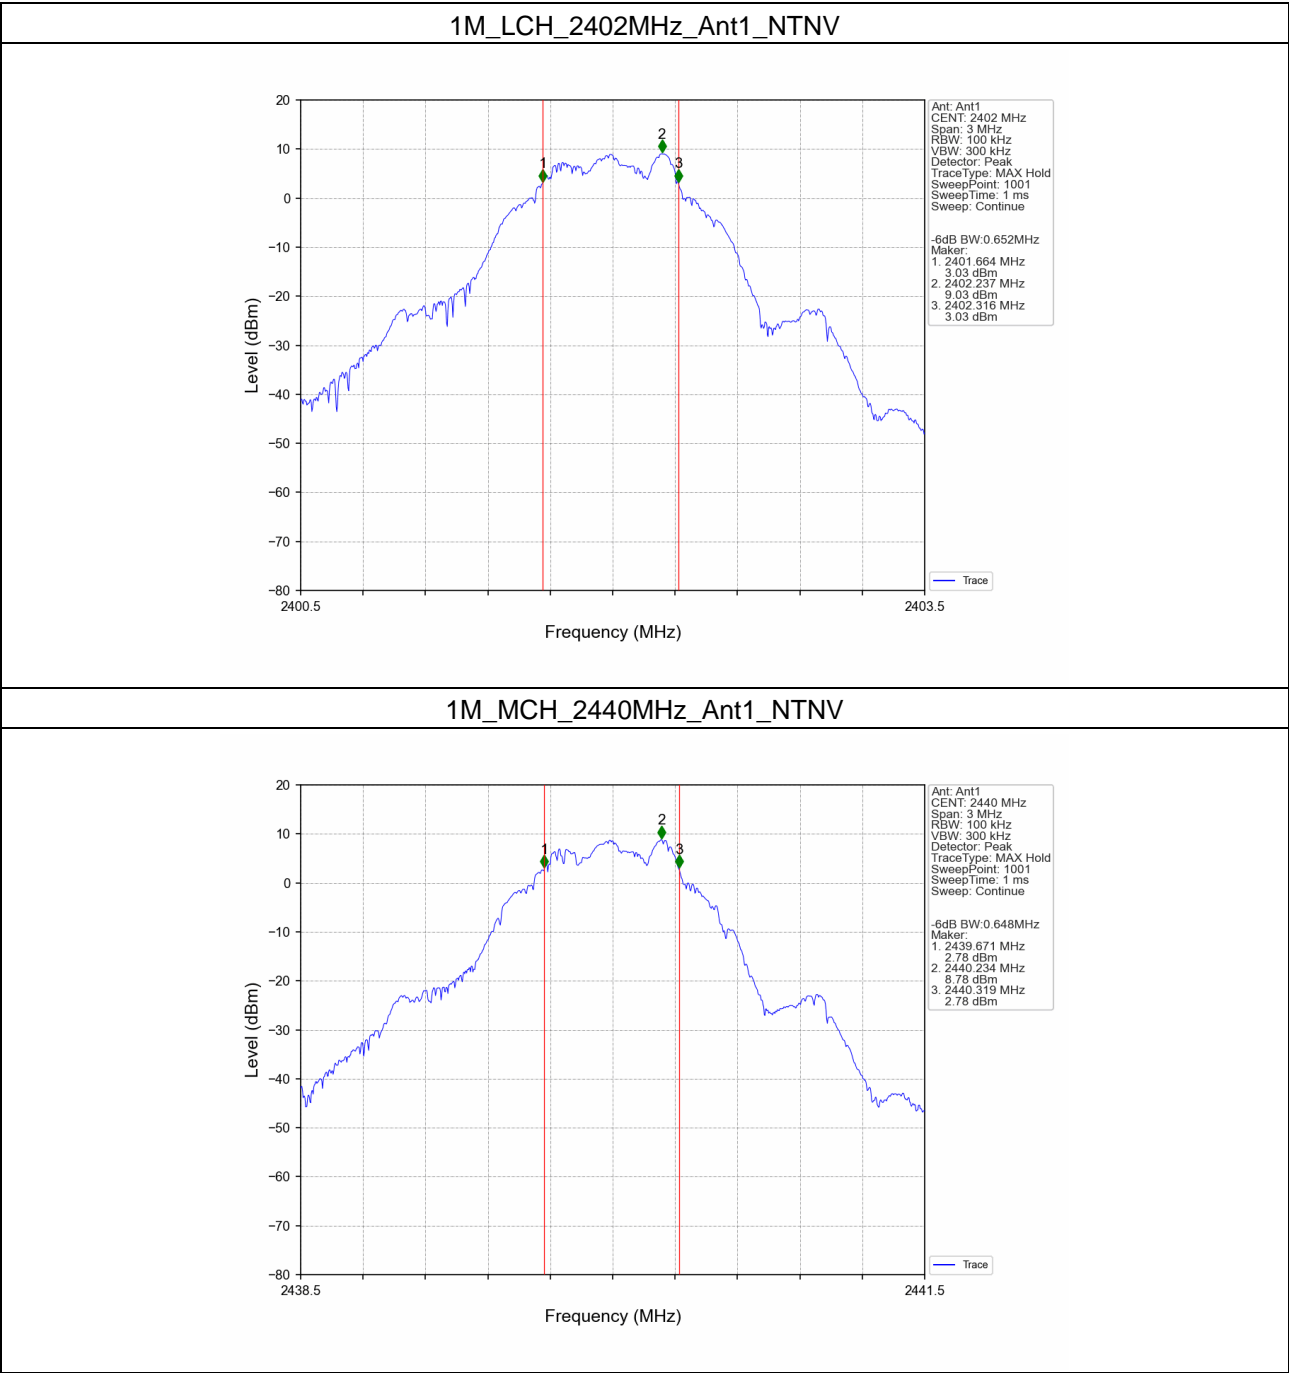 1M_LCH_2402MHz_Ant1_NTNV
20
10
0
−10
−20
−30
−40
−50
−60
−70
−80
Level (dBm)
1
2
3
2400.5
2403.5
Frequency (MHz)
Ant: Ant1
CENT: 2402 MHz
Span: 3 MHz
RBW: 100 kHz
VBW: 300 kHz
Detector: Peak
TraceType: MAX Hold
SweepPoint: 1001
SweepTime: 1 ms
Sweep: Continue
-6dB BW:0.652MHz
Maker:
1. 2401.664 MHz
3.03 dBm
2. 2402.237 MHz
9.03 dBm
3. 2402.316 MHz
3.03 dBm
Trace
1M_MCH_2440MHz_Ant1_NTNV
20
10
0
−10
−20
−30
−40
−50
−60
−70
−80
Level (dBm)
1
2
3
2438.5
2441.5
Frequency (MHz)
Ant: Ant1
CENT: 2440 MHz
Span: 3 MHz
RBW: 100 kHz
VBW: 300 kHz
Detector: Peak
TraceType: MAX Hold
SweepPoint: 1001
SweepTime: 1 ms
Sweep: Continue
-6dB BW:0.648MHz
Maker:
1. 2439.671 MHz
2.78 dBm
2. 2440.234 MHz
8.78 dBm
3. 2440.319 MHz
2.78 dBm
Trace